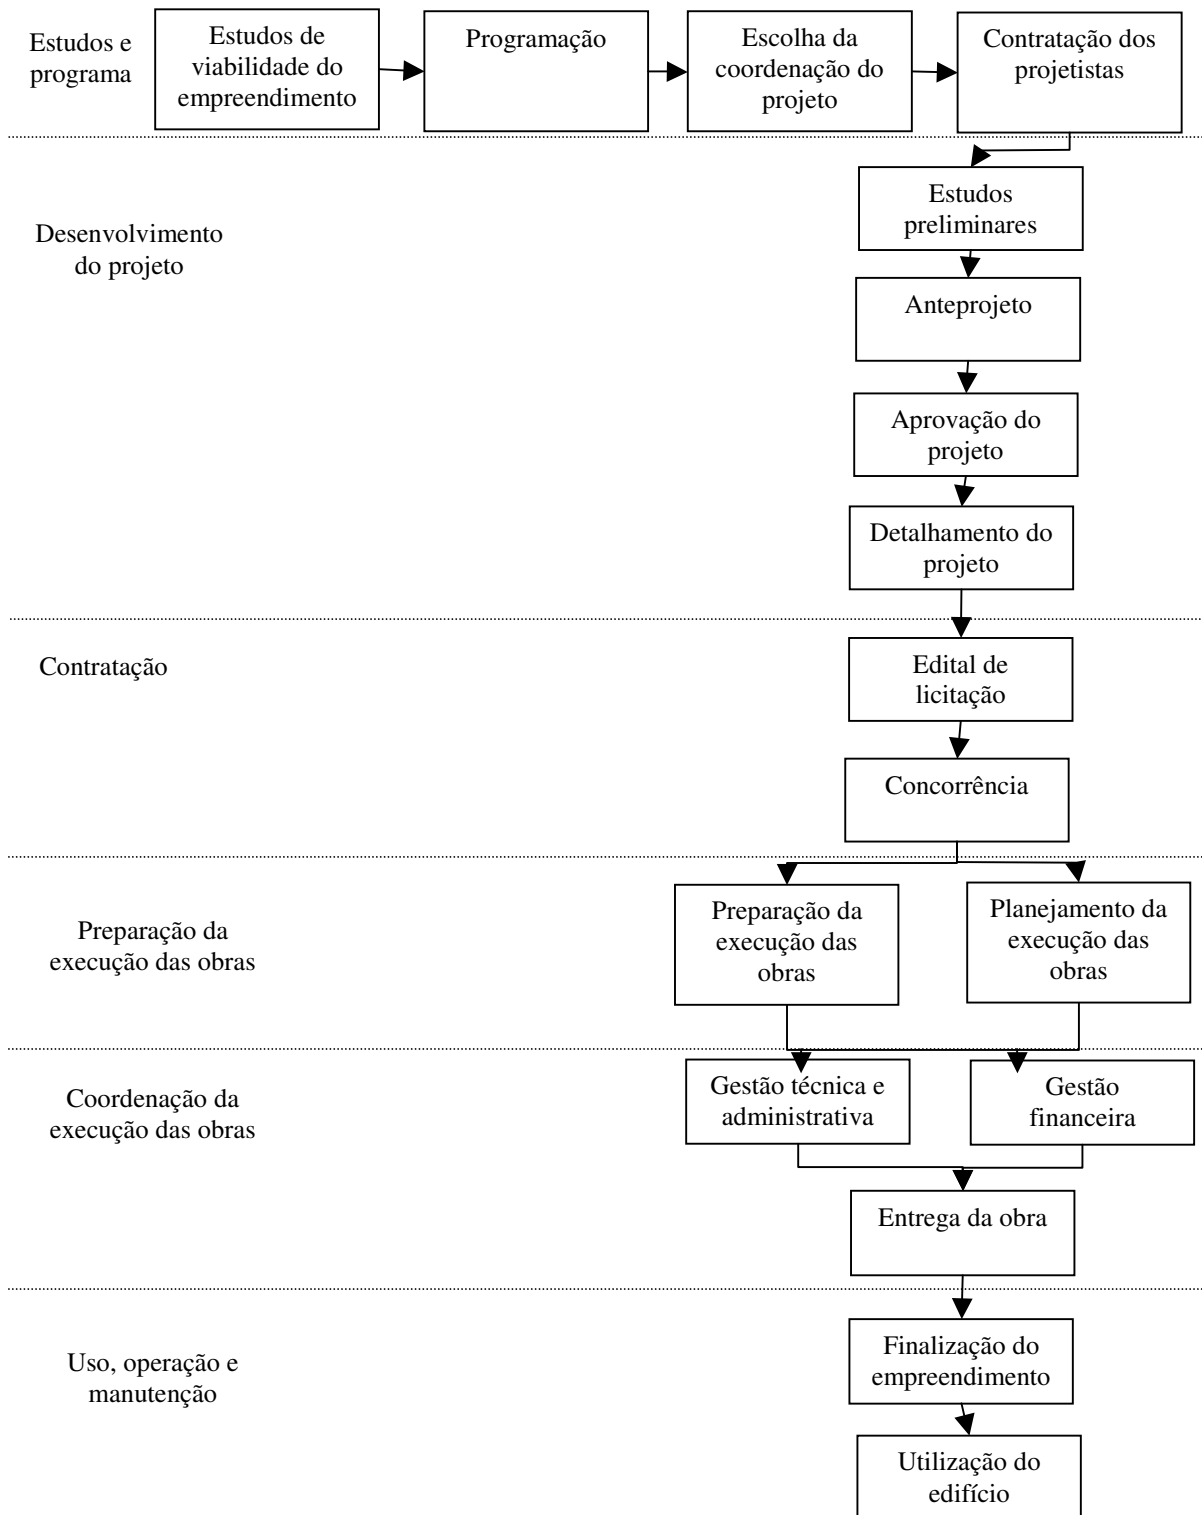 Estudos e
programa
Estudos de
viabilidade do
empreendimento
Programação
Escolha da
coordenação do
projeto
Contratação dos
projetistas
Desenvolvimento
do projeto
Estudos
preliminares
Anteprojeto
Aprovação do
projeto
Detalhamento do
projeto
Contratação
Edital de
licitação
Concorrência
Preparação da
execução das obras
Preparação da
execução das
obras
Planejamento da
execução das
obras
Coordenação da
execução das obras
Gestão técnica e
administrativa
Gestão
financeira
Entrega da obra
Uso, operação e
manutenção
Finalização do
empreendimento
Utilização do
edifício